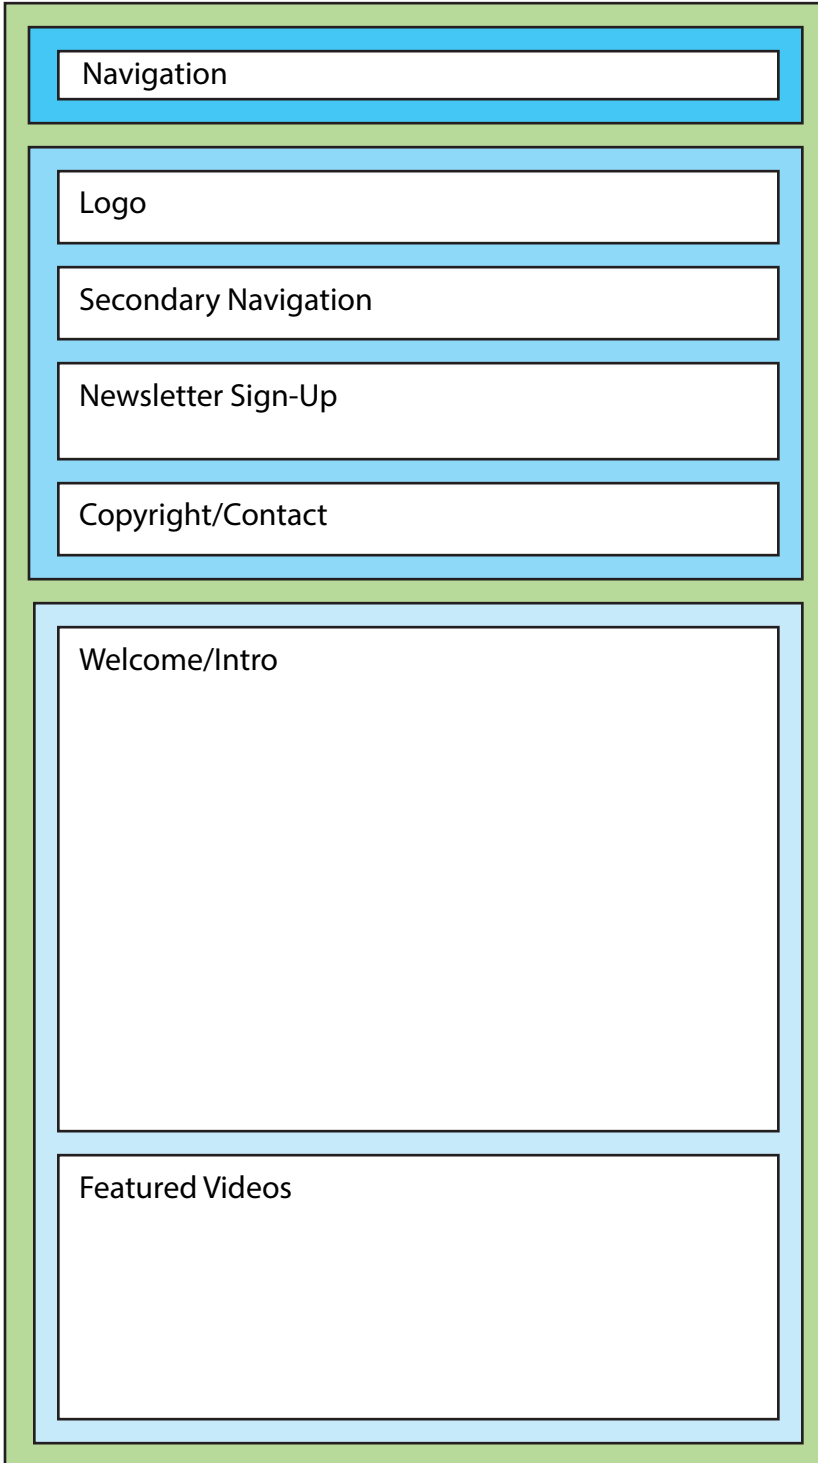 Navigation
Logo
Secondary Navigation
Newsletter Sign-Up
Copyright/Contact
Welcome/Intro
Featured Videos